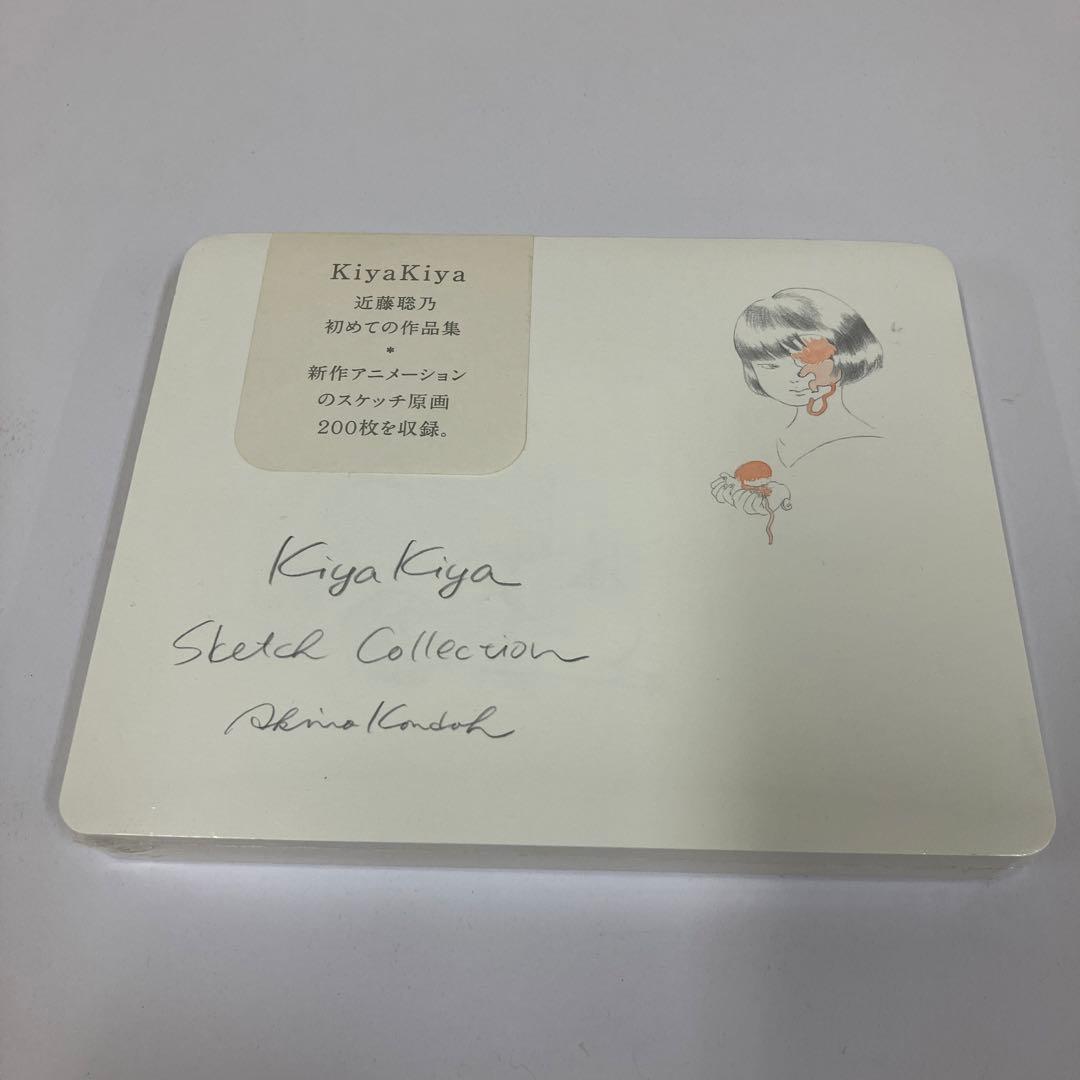 KiyaKiya
近藤聡乃
初めての作品集
*
新作アニメーション
のスケッチ原画
200枚を収録。
KiyaKiya
Sketch Collection
Akino Kondoh